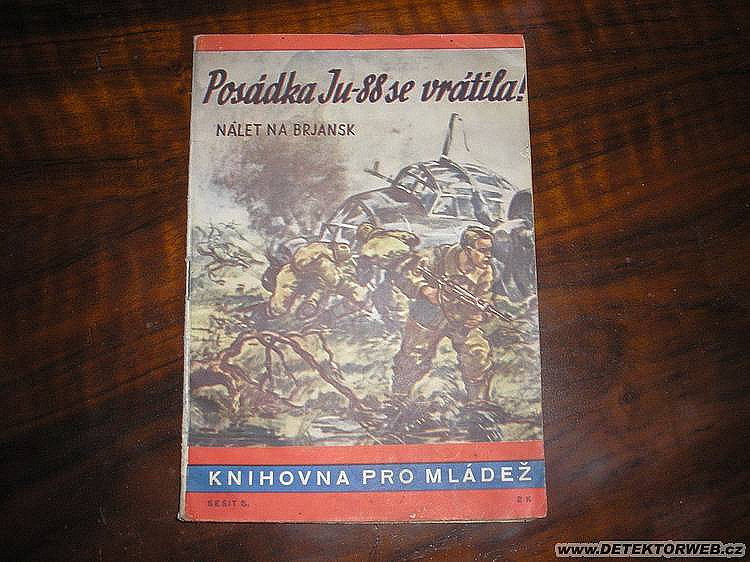 Posádka Ju-88 se vrátila!
NÁLET NA BRJANSK
KNIHOVNA PRO MLÁDEŽ
SEŠIT 5. 2 K
www.DETEKTORWEB.cz